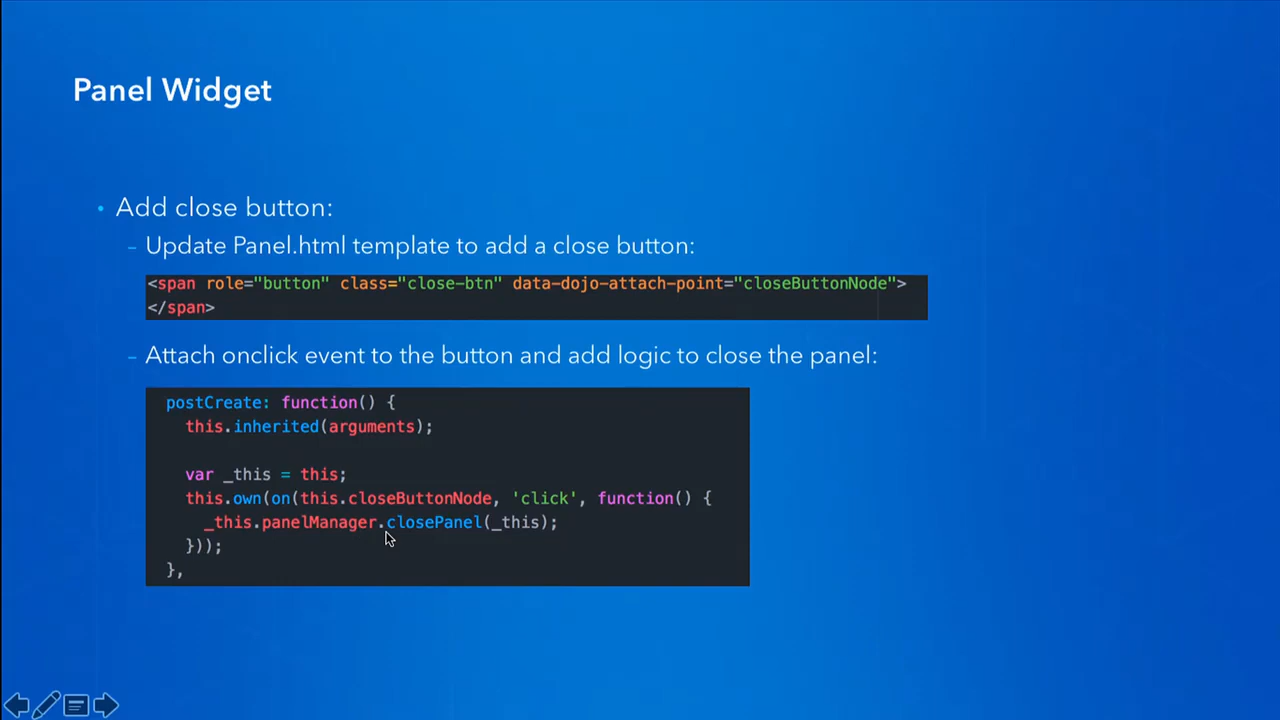 Panel Widget
• Add close button:
– Update Panel.html template to add a close button:
<span role="button" class="close-btn" data-dojo-attach-point="closeButtonNode">
</span>
– Attach onclick event to the button and add logic to close the panel:
postCreate: function() {
this.inherited(arguments);
var _this = this;
this.own(on(this.closeButtonNode, 'click', function() {
_this.panelManager.closePanel(_this);
}));
},